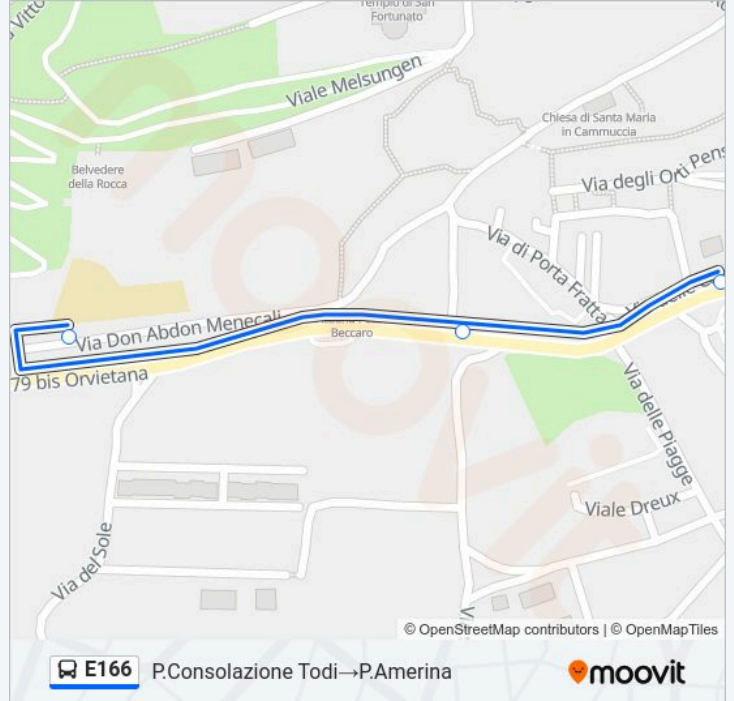 Tempio di San
Fortunato
Viale Melsungen
Chiesa di Santa Maria
in Cammuccia
Belvedere
della Rocca
Via degli Orti Pens
Via di Porta Fratta
Via Don Abdon Menecali
Beccaro
79 bis Orvietana
Via delle Piagge
Viale Dreux
Via del Sole
© OpenStreetMap contributors | © OpenMapTiles
E166 P.Consolazione Todi→P.Amerina
moovit